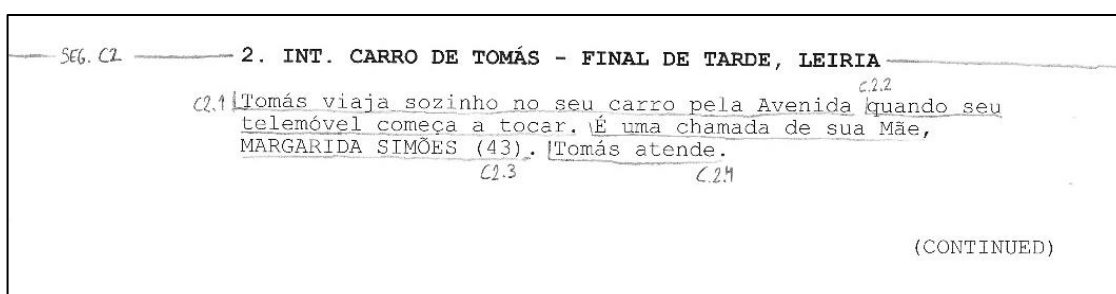 SEG. C2 2. INT. CARRO DE TOMÁS - FINAL DE TARDE, LEIRIA
C.2.2
C2.1 Tomás viaja sozinho no seu carro pela Avenida quando seu
telemóvel começa a tocar. É uma chamada de sua Mãe,
MARGARIDA SIMÕES (43). Tomás atende.
C2.3 C.2.4
(CONTINUED)